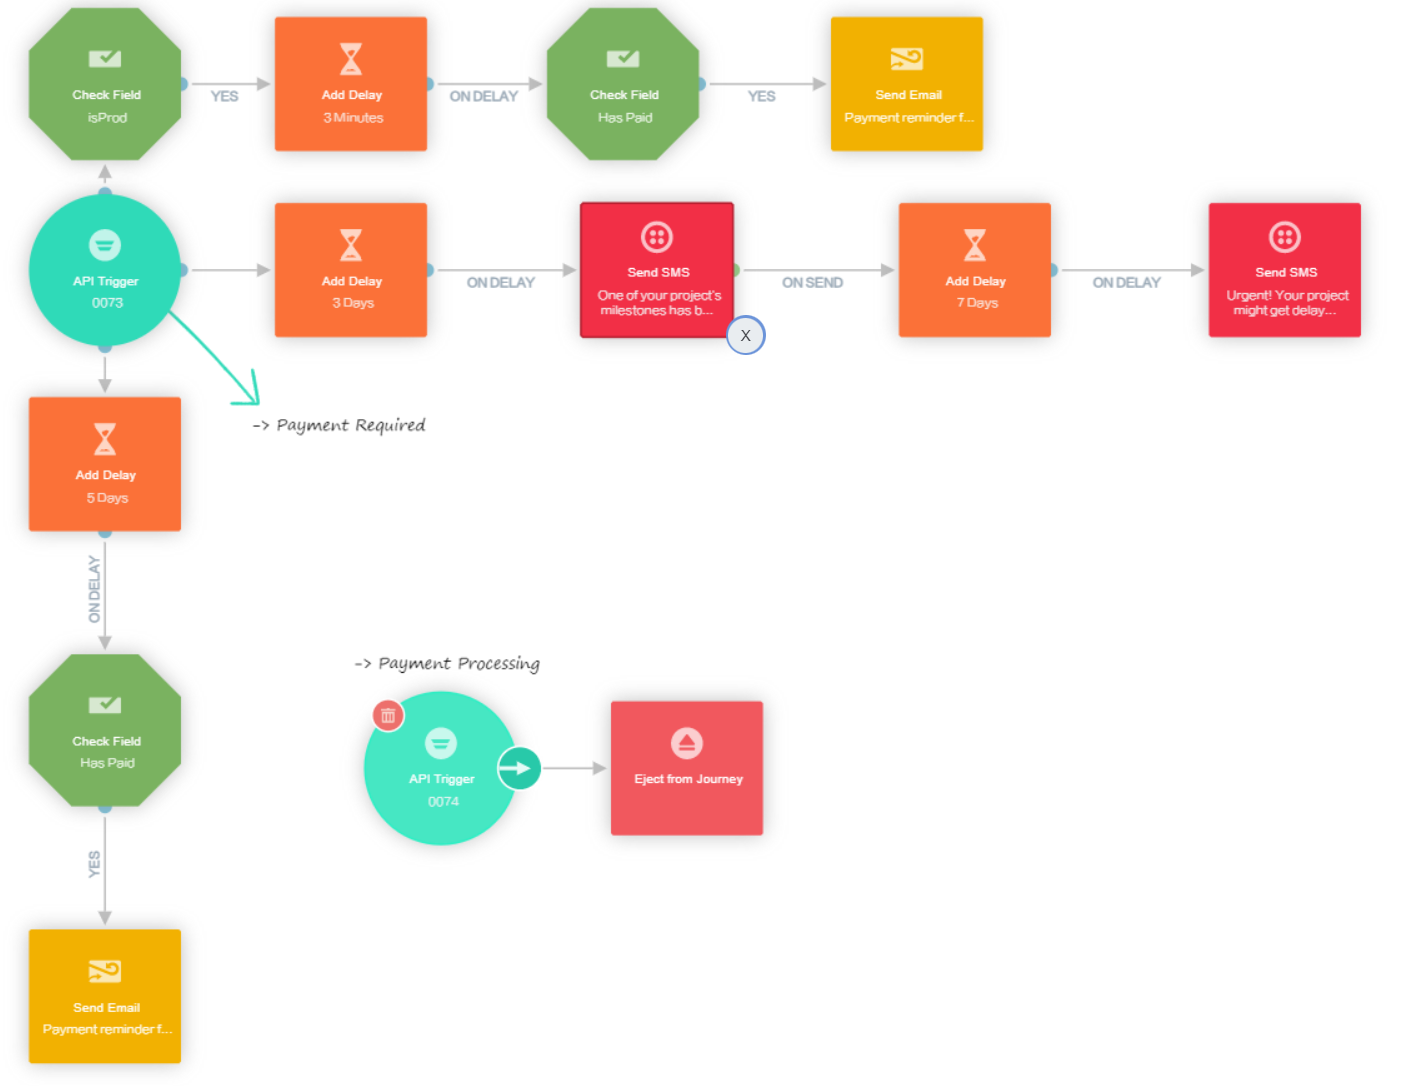 Check Field
isProd
YES
Add Delay
3 Minutes
ON DELAY
Check Field
Has Paid
YES
Send Email
Payment reminder f...
API Trigger
0073
Add Delay
3 Days
ON DELAY
Send SMS
One of your project's
milestones has b...
X
ON SEND
Add Delay
7 Days
ON DELAY
Send SMS
Urgent! Your project
might get delay...
-> Payment Required
Add Delay
5 Days
ON DELAY
Check Field
Has Paid
YES
Send Email
Payment reminder f...
-> Payment Processing
API Trigger
0074
Eject from Journey